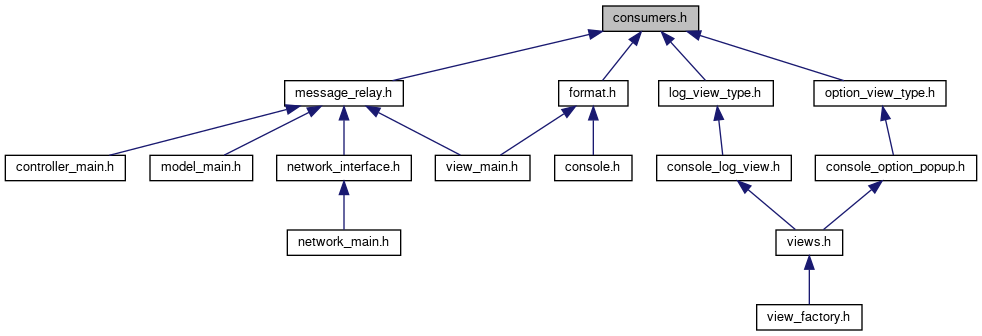 consumers.h
message_relay.h
format.h
log_view_type.h
option_view_type.h
controller_main.h
model_main.h
network_interface.h
view_main.h
console.h
console_log_view.h
console_option_popup.h
network_main.h
views.h
view_factory.h